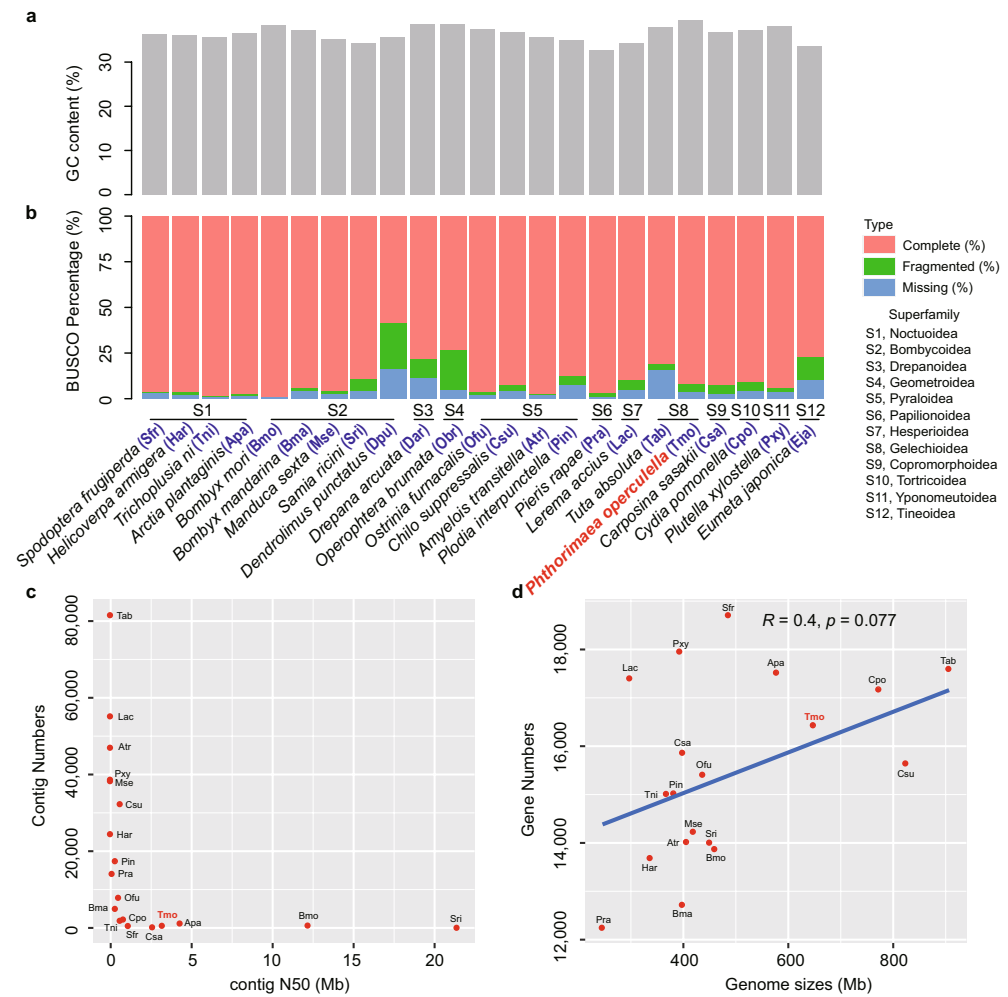 a
GC content (%)
30
20
10
0
b
BUSCO Percentage (%)
100
75
50
25
0
Type
Complete (%)
Fragmented (%)
Missing (%)
Superfamily
S1, Noctuoidea
S2, Bombycoidea
S3, Drepanoidea
S4, Geometroidea
S5, Pyraloidea
S6, Papilionoidea
S7, Hesperioidea
S8, Gelechioidea
S9, Copromorphoidea
S10, Tortricoidea
S11, Yponomeutoidea
S12, Tineoidea
S1 S2 S3 S4 S5 S6 S7 S8 S9 S10 S11 S12
Spodoptera frugiperda (Sfr)
Helicoverpa armigera (Har)
Trichoplusia ni (Tni)
Arctia plantaginis (Apa)
Bombyx mori (Bmo)
Bombyx mandarina (Bma)
Manduca sexta (Mse)
Samia ricini (Sri)
Dendrolimus punctatus (Dpu)
Drepana arcuata (Dar)
Operophtera brumata (Obr)
Ostrinia furnacalis (Ofu)
Chilo suppressalis (Csu)
Amyelois transitella (Atr)
Plodia interpunctella (Pin)
Pieris rapae (Pra)
Lerema accius (Lac)
Tuta absoluta (Tab)
Phthorimaea operculella (Tmo)
Carposina sasakii (Csa)
Cydia pomonella (Cpo)
Plutella xylostella (Pxy)
Eumeta japonica (Eja)
c
Contig Numbers
80,000
60,000
40,000
20,000
0
Tab
Lac
Atr
Pxy
Mse
Csu
Har
Pin
Pra
Ofu
Bma
Tni
Cpo
Sfr
Csa
Tmo
Apa
Bmo
Sri
0 5 10 15 20
contig N50 (Mb)
d
R = 0.4, p = 0.077
Gene Numbers
18,000
16,000
14,000
12,000
Sfr
Pxy
Lac
Apa
Tab
Cpo
Tmo
Csa
Csu
Ofu
Tni
Pin
Mse
Atr
Sri
Bmo
Har
Bma
Pra
400 600 800
Genome sizes (Mb)